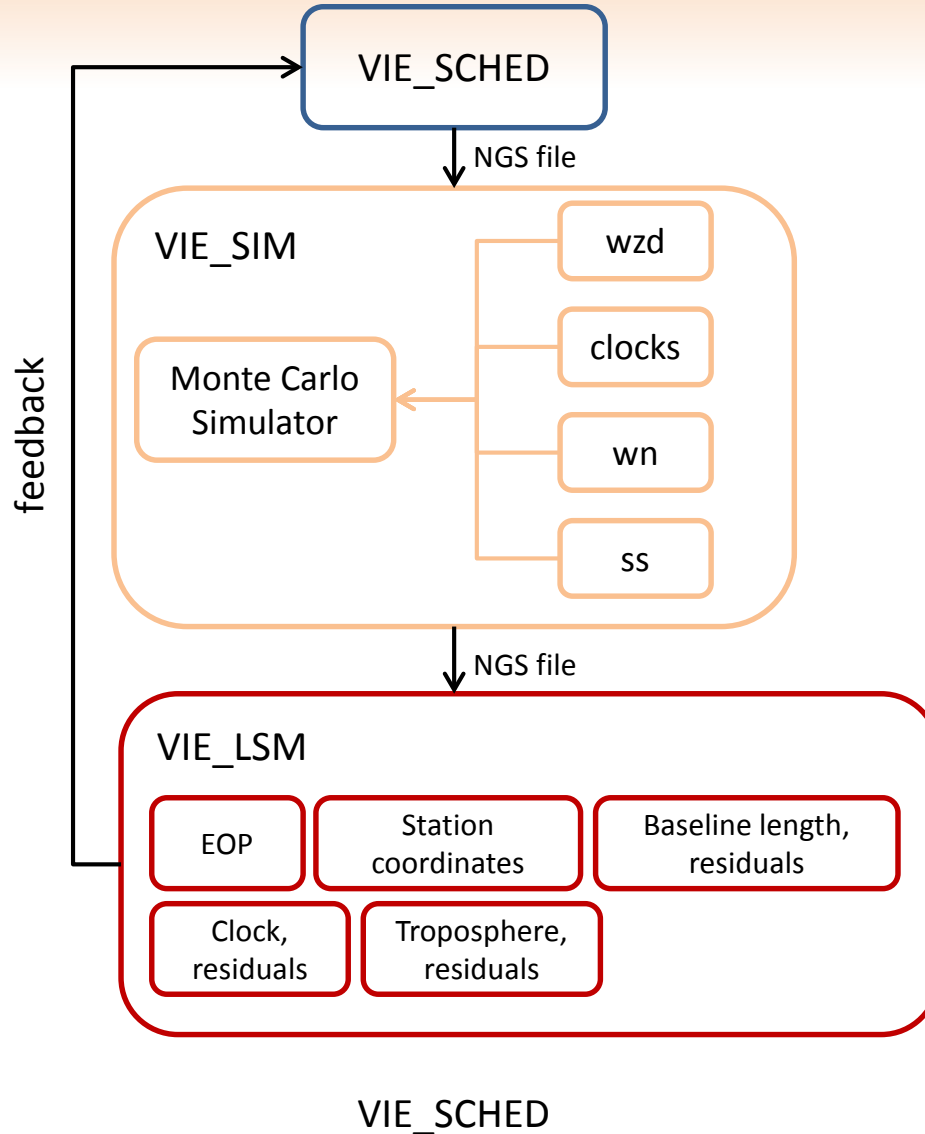 VIE_SCHED
NGS file
VIE_SIM
wzd
clocks
Monte Carlo
Simulator
wn
ss
feedback
NGS file
VIE_LSM
EOP
Station
coordinates
Baseline length,
residuals
Clock,
residuals
Troposphere,
residuals
VIE_SCHED